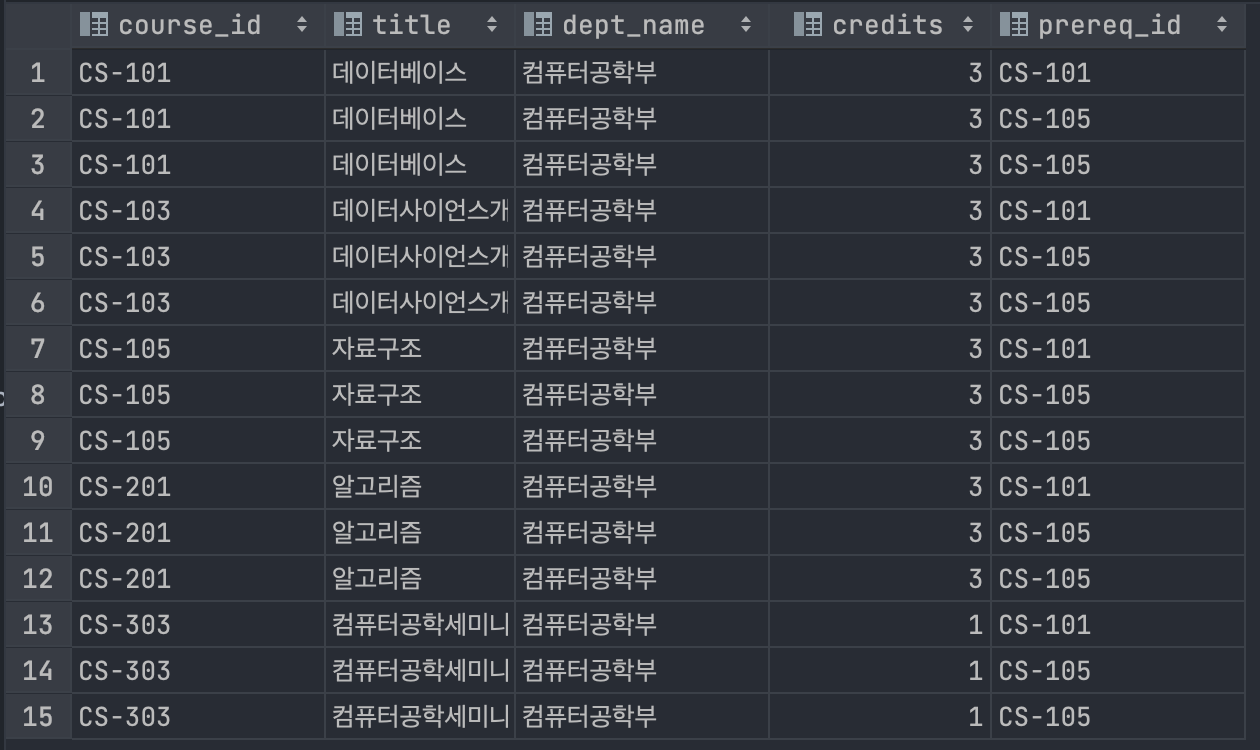 course_id title dept_name credits prereq_id
1 CS-101 데이터베이스 컴퓨터공학부 3 CS-101
2 CS-101 데이터베이스 컴퓨터공학부 3 CS-105
3 CS-101 데이터베이스 컴퓨터공학부 3 CS-105
4 CS-103 데이터사이언스개 컴퓨터공학부 3 CS-101
5 CS-103 데이터사이언스개 컴퓨터공학부 3 CS-105
6 CS-103 데이터사이언스개 컴퓨터공학부 3 CS-105
7 CS-105 자료구조 컴퓨터공학부 3 CS-101
8 CS-105 자료구조 컴퓨터공학부 3 CS-105
9 CS-105 자료구조 컴퓨터공학부 3 CS-105
10 CS-201 알고리즘 컴퓨터공학부 3 CS-101
11 CS-201 알고리즘 컴퓨터공학부 3 CS-105
12 CS-201 알고리즘 컴퓨터공학부 3 CS-105
13 CS-303 컴퓨터공학세미나 컴퓨터공학부 1 CS-101
14 CS-303 컴퓨터공학세미나 컴퓨터공학부 1 CS-105
15 CS-303 컴퓨터공학세미나 컴퓨터공학부 1 CS-105